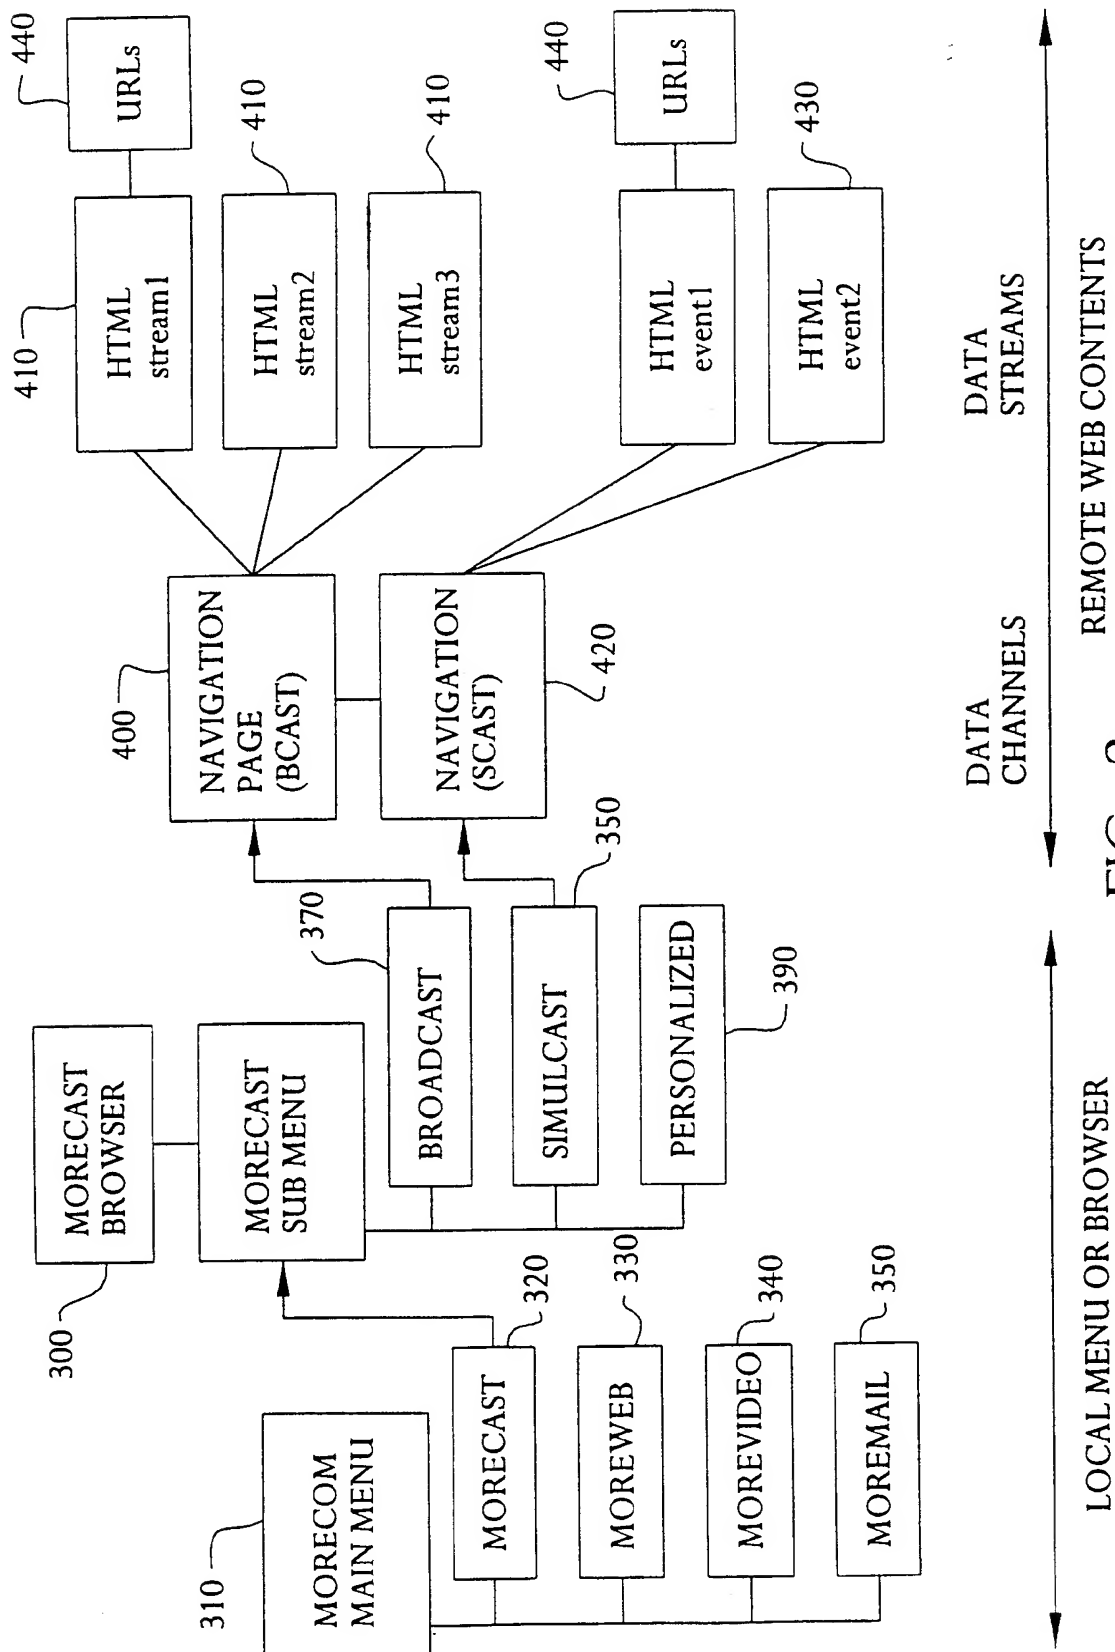 310
MORECOM
MAIN MENU
MORECAST
320
MOREWEB
330
MOREVIDEO
340
MOREMAIL
350
300
MORECAST
BROWSER
MORECAST
SUB MENU
370
BROADCAST
SIMULCAST
350
PERSONALIZED
390
400
NAVIGATION
PAGE
(BCAST)
NAVIGATION
(SCAST)
420
410
HTML
stream1
440
URLs
HTML
stream2
410
HTML
stream3
410
HTML
event1
440
URLs
HTML
event2
430
DATA
CHANNELS
DATA
STREAMS
LOCAL MENU OR BROWSER
REMOTE WEB CONTENTS